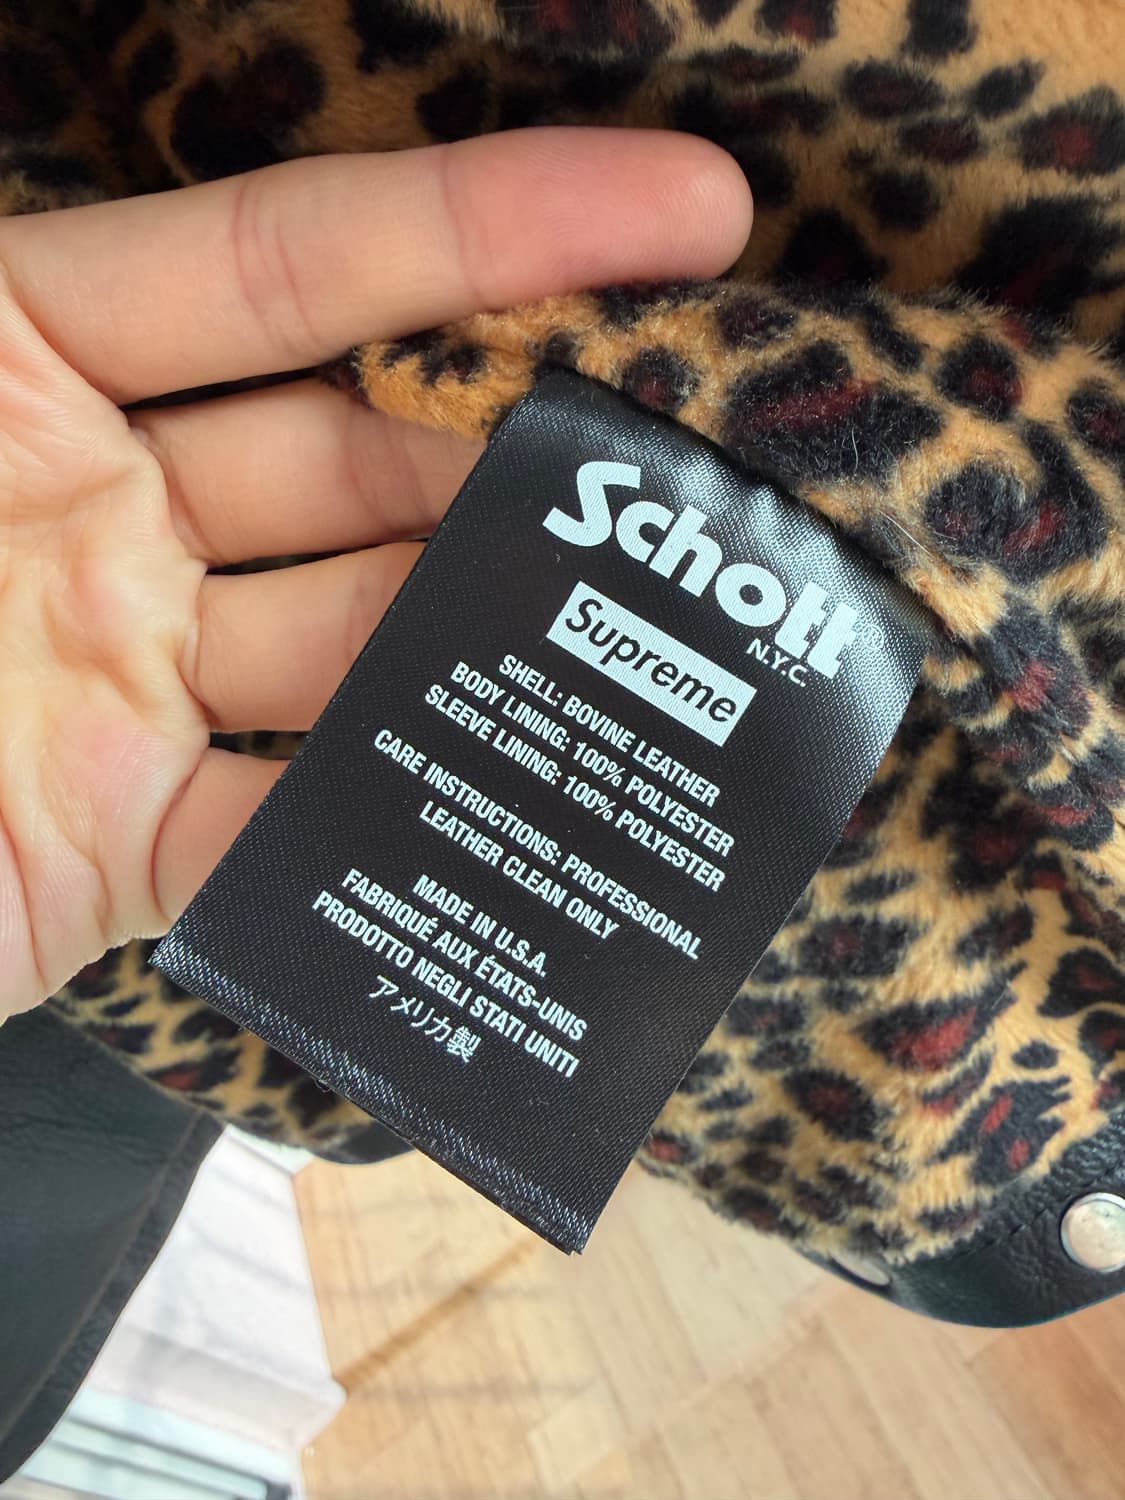 Schott®
N.Y.C.
Supreme
SHELL: BOVINE LEATHER
BODY LINING: 100% POLYESTER
SLEEVE LINING: 100% POLYESTER
CARE INSTRUCTIONS: PROFESSIONAL
LEATHER CLEAN ONLY
MADE IN U.S.A.
FABRIQUÉ AUX ÉTATS-UNIS
PRODOTTO NEGLI STATI UNITI
アメリカ製